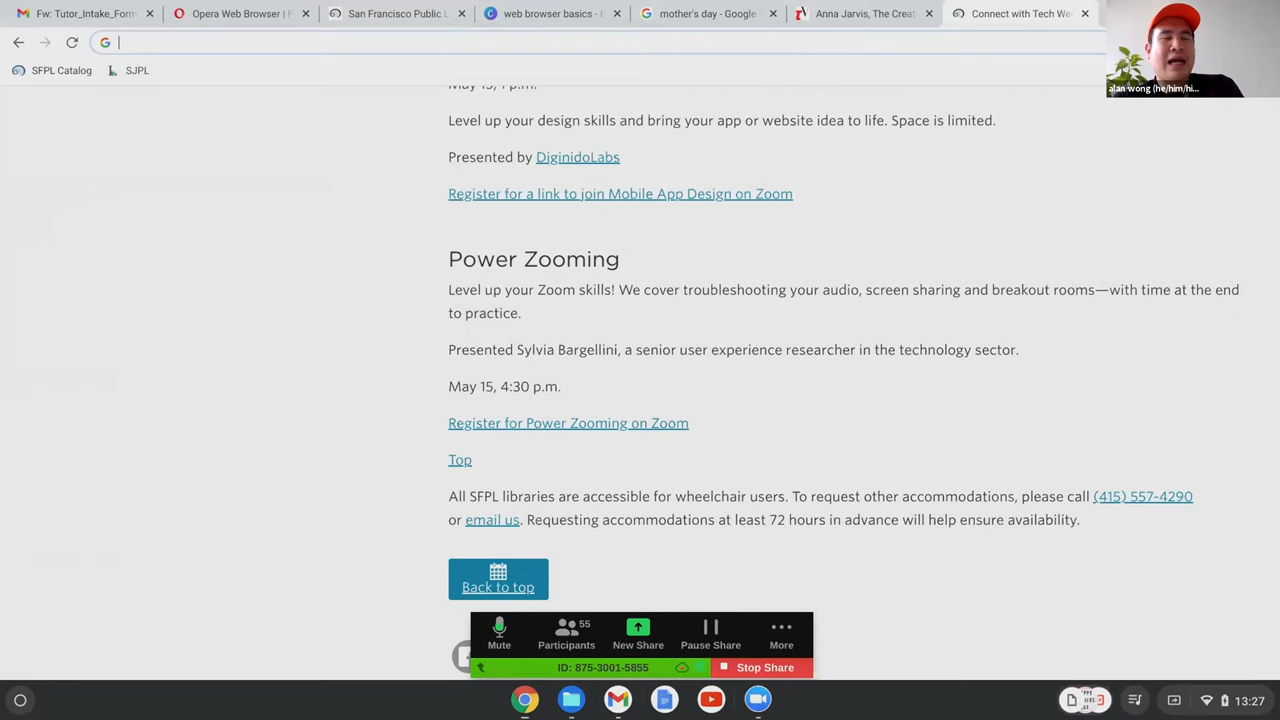 Fw: Tutor_Intake_Form
Opera Web Browser | F
San Francisco Public L
web browser basics -
mother's day - Google
Anna Jarvis, The Creat
Connect with Tech We
SFPL Catalog
SJPL
alan wong (he/him/hi...
May 15, 1 p.m.
Level up your design skills and bring your app or website idea to life. Space is limited.
Presented by DiginidoLabs
Register for a link to join Mobile App Design on Zoom
Power Zooming
Level up your Zoom skills! We cover troubleshooting your audio, screen sharing and breakout rooms—with time at the end
to practice.
Presented Sylvia Bargellini, a senior user experience researcher in the technology sector.
May 15, 4:30 p.m.
Register for Power Zooming on Zoom
Top
All SFPL libraries are accessible for wheelchair users. To request other accommodations, please call (415) 557-4290
or email us. Requesting accommodations at least 72 hours in advance will help ensure availability.
Back to top
55
Mute
Participants
New Share
Pause Share
More
ID: 875-3001-5855
Stop Share
13:27